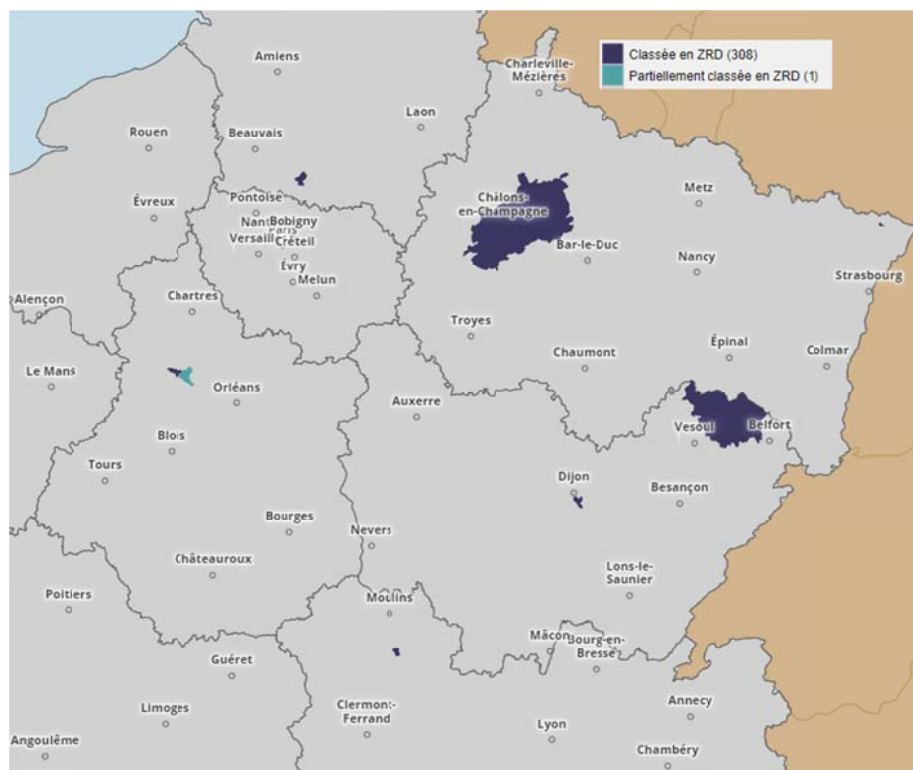 Classée en ZRD (308)
Partiellement classée en ZRD (1)
Amiens
Charleville-
Mézières
Laon
Rouen
Beauvais
Metz
Évreux
Pontoise
Châlons-
en-Champagne
Nant
Bobigny
Paris
Versaill
Créteil
Bar-le-Duc
Nancy
Évry
Melun
Strasbourg
Alençon
Chartres
Troyes
Épinal
Chaumont
Colmar
Le Mans
Orléans
Auxerre
Blois
Vesoul
Belfort
Tours
Dijon
Besançon
Bourges
Nevers
Châteauroux
Lons-le-
Saunier
Poitiers
Moulins
Mâcon
Bourg-en-
Bresse
Guéret
Clermont-
Ferrand
Annecy
Limoges
Lyon
Angoulême
Chambéry